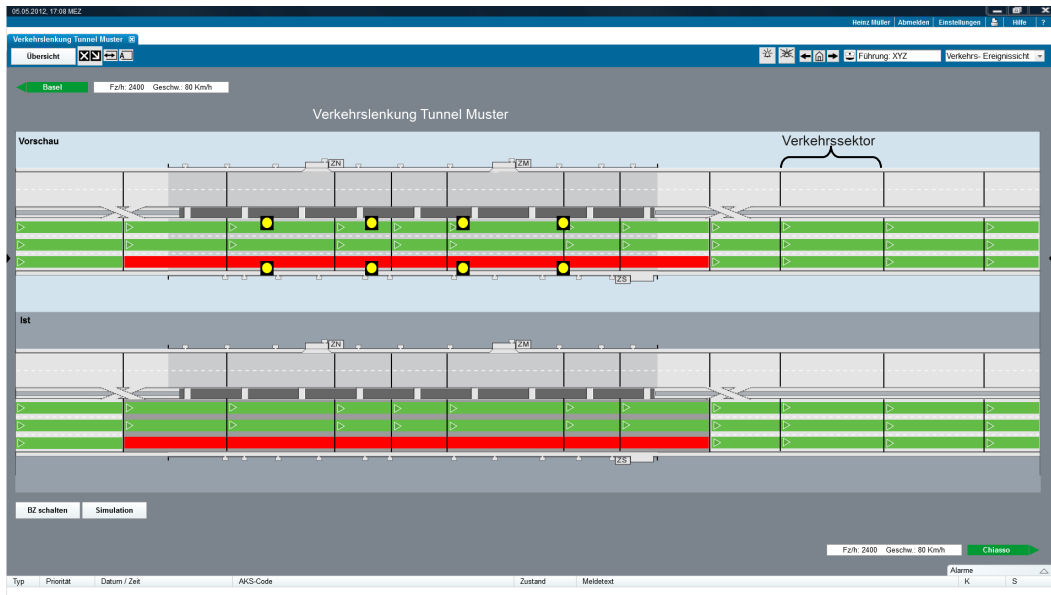 05.05.2012, 17:08 MEZ
Heinz Müller Abmelden Einstellungen Hilfe ?
Verkehrslenkung Tunnel Muster
Übersicht A Führung: XYZ Verkehrs- Ereignissicht
Basel Fz/h: 2400 Geschw.: 80 Km/h
Verkehrslenkung Tunnel Muster
Vorschau Verkehrssektor
ZN ZM
ZS
Ist
ZN ZM
ZS
BZ schalten Simulation
Fz/h: 2400 Geschw.: 80 Km/h Chiasso
Alarme
Typ Priorität Datum / Zeit AKS-Code Zustand Meldetext K S